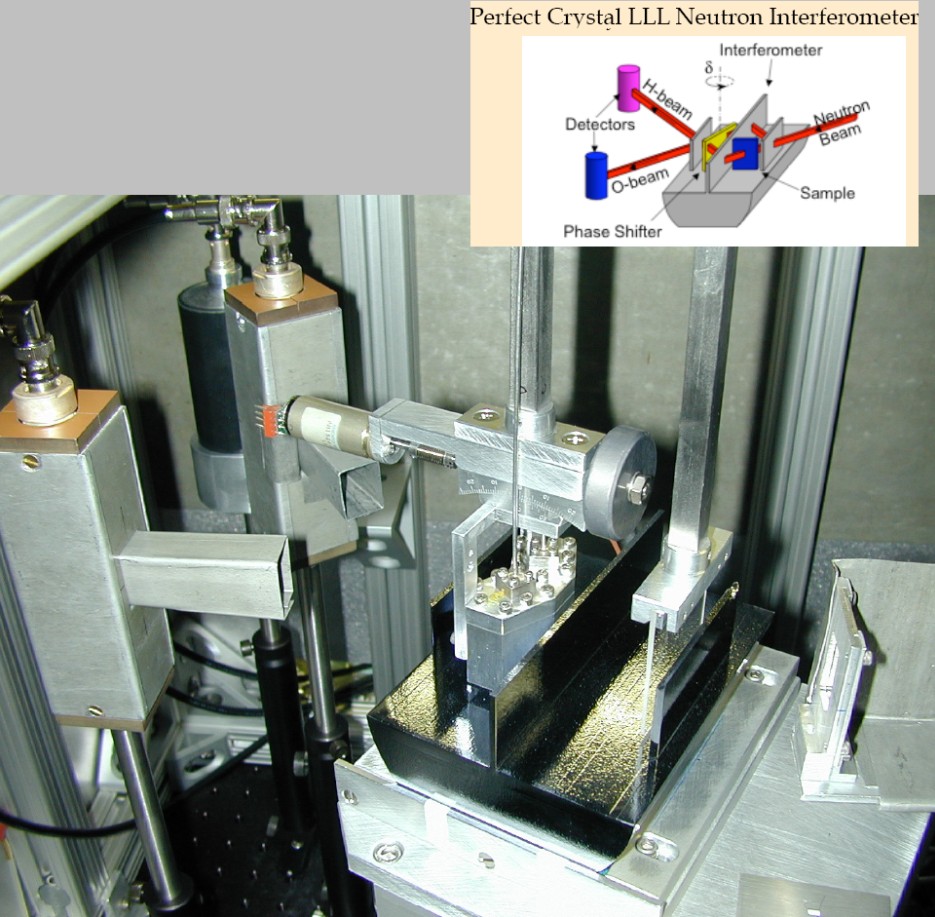 Perfect Crystal LLL Neutron Interferometer
Interferometer
δ
H-beam
Neutron
Beam
Detectors
O-beam
Sample
Phase Shifter